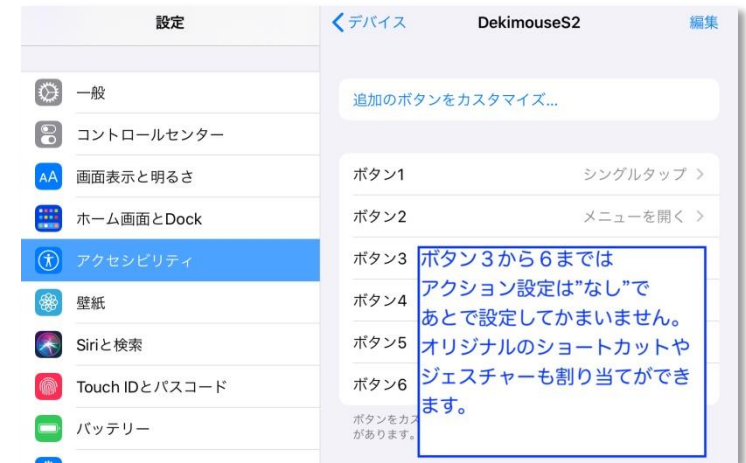 設定
一般
コントロールセンター
AA 画面表示と明るさ
ホーム画面とDock
アクセシビリティ
壁紙
Siriと検索
Touch IDとパスコード
バッテリー
デバイス DekimouseS2 編集
追加のボタンをカスタマイズ...
ボタン1 シングルタップ
ボタン2 メニューを開く
ボタン3
ボタン4
ボタン5
ボタン6
ボタンをカス
があります。
ボタン3から6までは
アクション設定は”なし”で
あとで設定してかまいません。
オリジナルのショートカットや
ジェスチャーも割り当てができ
ます。